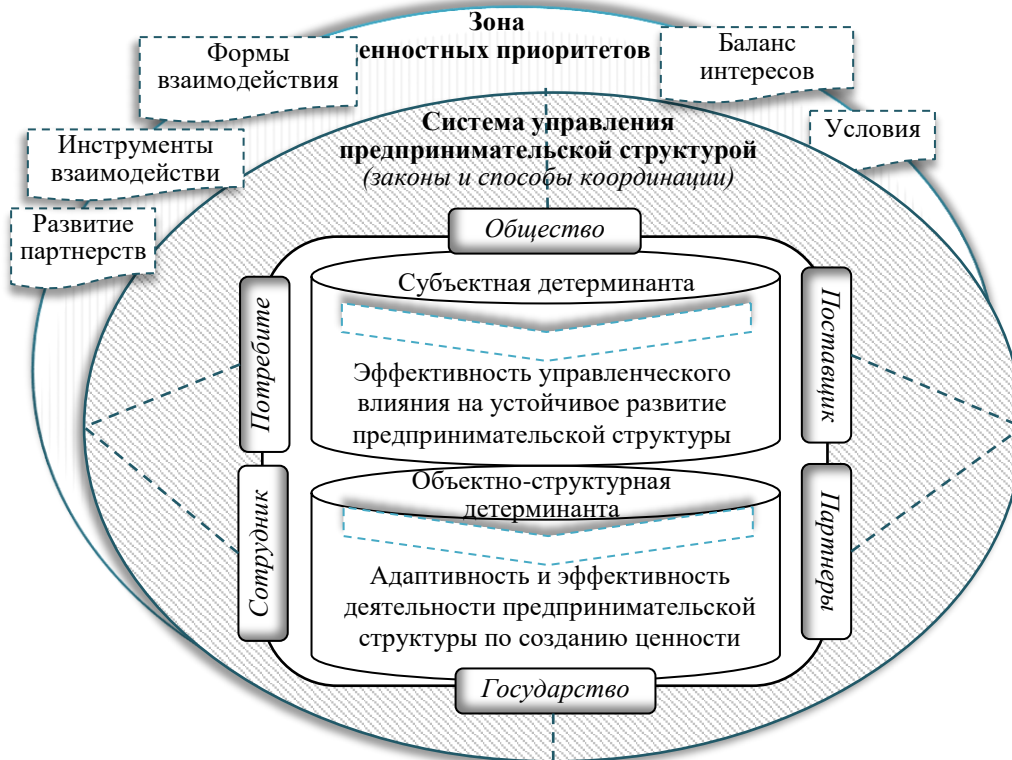 Зона
енностных приоритетов
Формы
взаимодействия
Баланс
интересов
Инструменты
взаимодействи
Условия
Развитие
партнерств
Система управления
предпринимательской структурой
(законы и способы координации)
Общество
Потребите
Поставщик
Субъектная детерминанта
Эффективность управленческого
влияния на устойчивое развитие
предпринимательской структуры
Сотрудник
Партнеры
Объектно-структурная
детерминанта
Адаптивность и эффективность
деятельности предпринимательской
структуры по созданию ценности
Государство